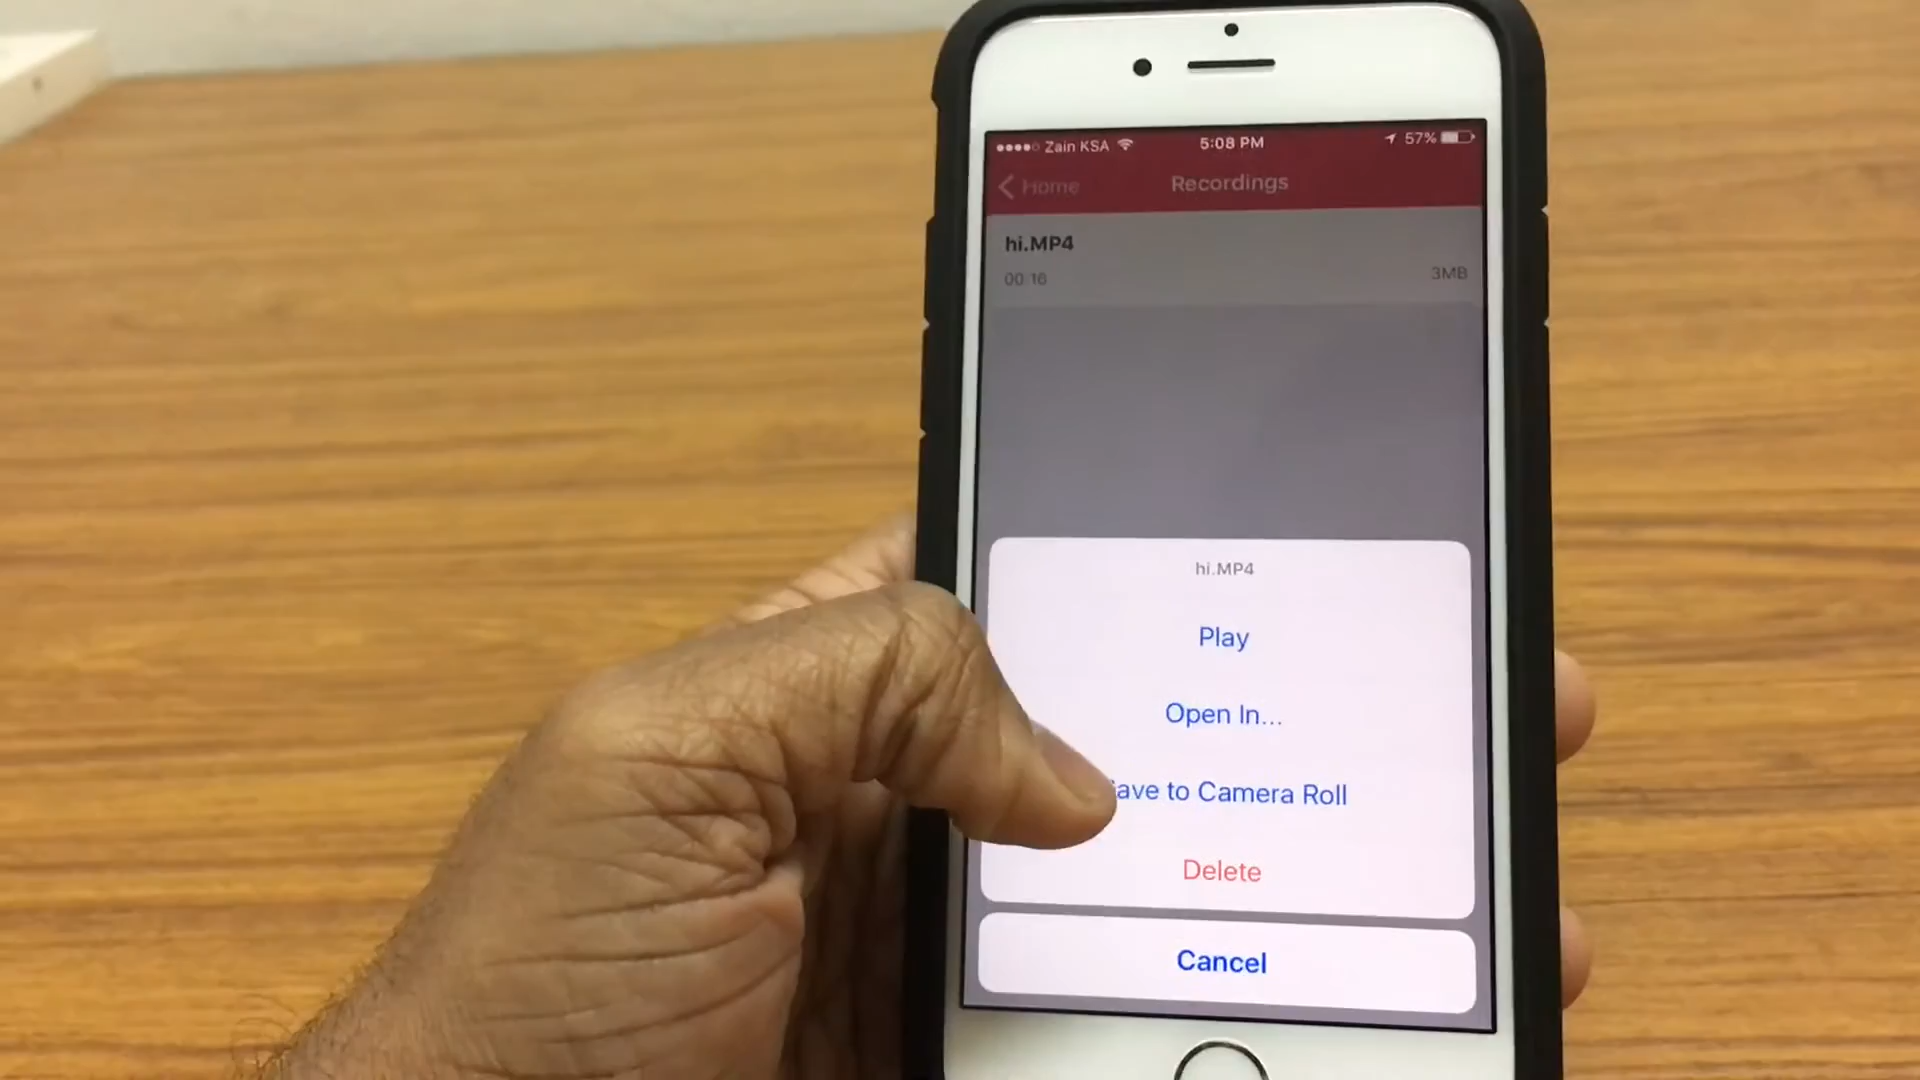 Zain KSA 5:08 PM 57%
Home Recordings
hi.MP4
00:16 3MB
hi.MP4
Play
Open In...
ave to Camera Roll
Delete
Cancel